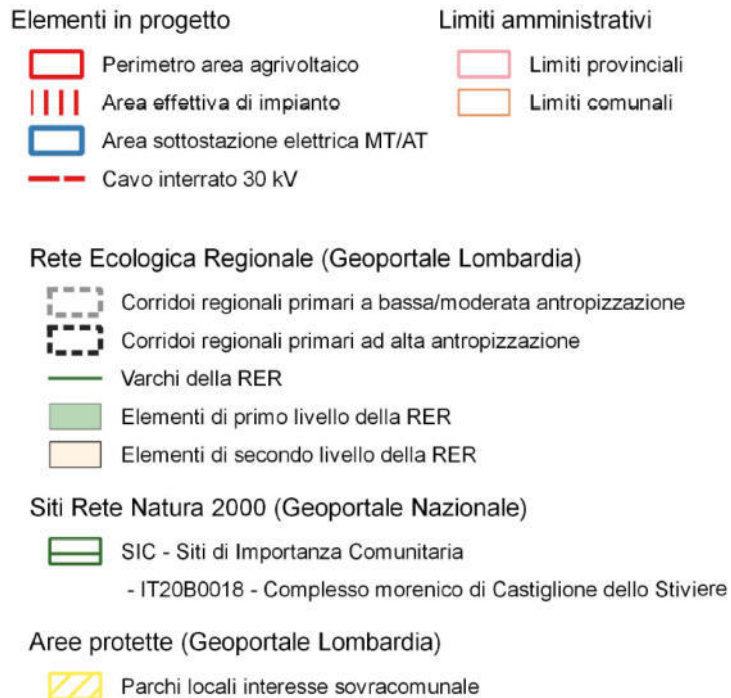 Elementi in progetto
Limiti amministrativi
Perimetro area agrivoltaico
Limiti provinciali
Area effettiva di impianto
Limiti comunali
Area sottostazione elettrica MT/AT
Cavo interrato 30 kV
Rete Ecologica Regionale (Geoportale Lombardia)
Corridoi regionali primari a bassa/moderata antropizzazione
Corridoi regionali primari ad alta antropizzazione
Varchi della RER
Elementi di primo livello della RER
Elementi di secondo livello della RER
Siti Rete Natura 2000 (Geoportale Nazionale)
SIC - Siti di Importanza Comunitaria
- IT20B0018 - Complesso morenico di Castiglione dello Stiviere
Aree protette (Geoportale Lombardia)
Parchi locali interesse sovracomunale